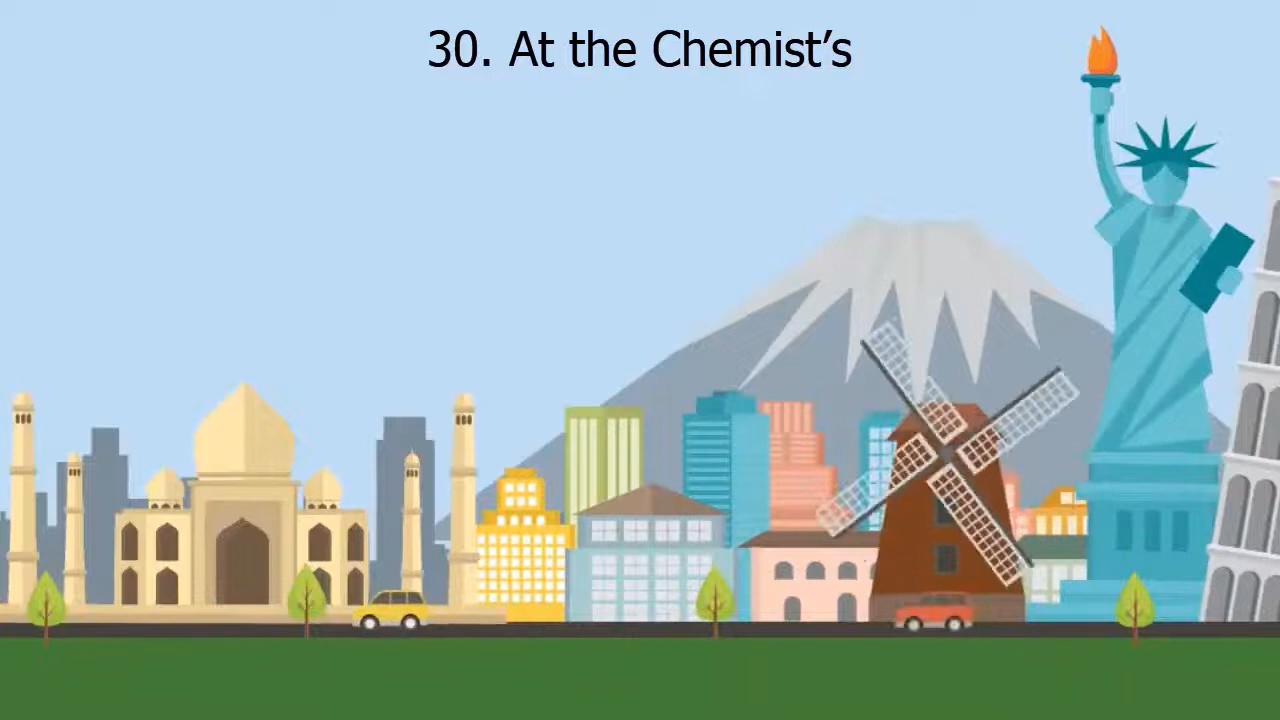 30. At the Chemist’s